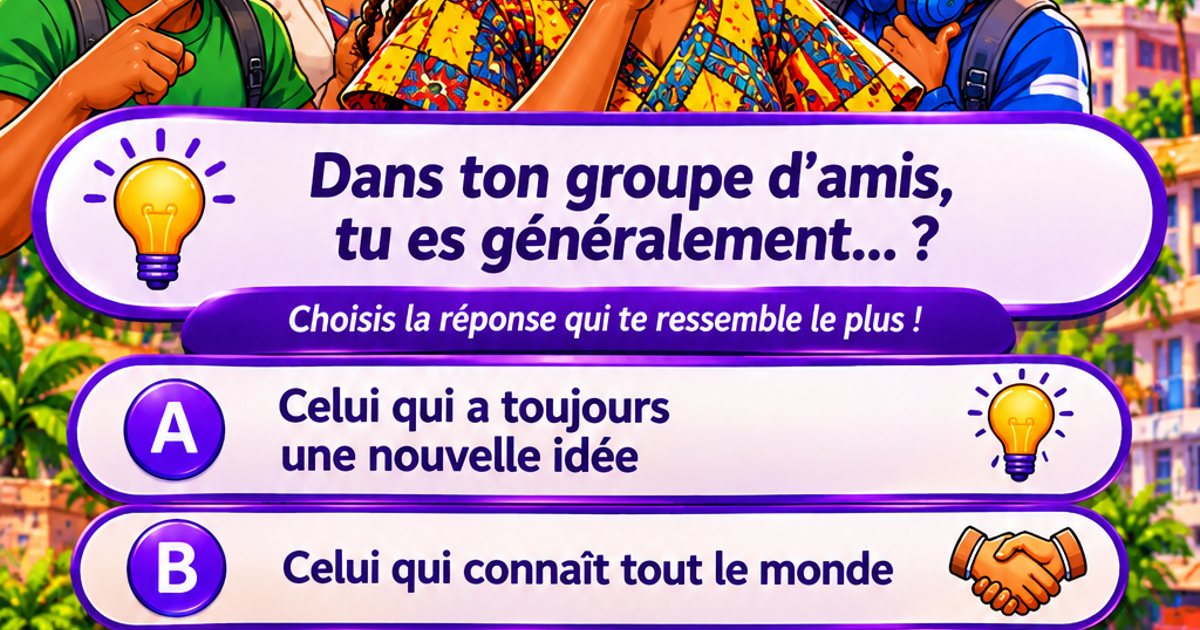 Dans ton groupe d’amis,
tu es généralement... ?
Choisis la réponse qui te ressemble le plus !
A
Celui qui a toujours
une nouvelle idée
B
Celui qui connaît tout le monde